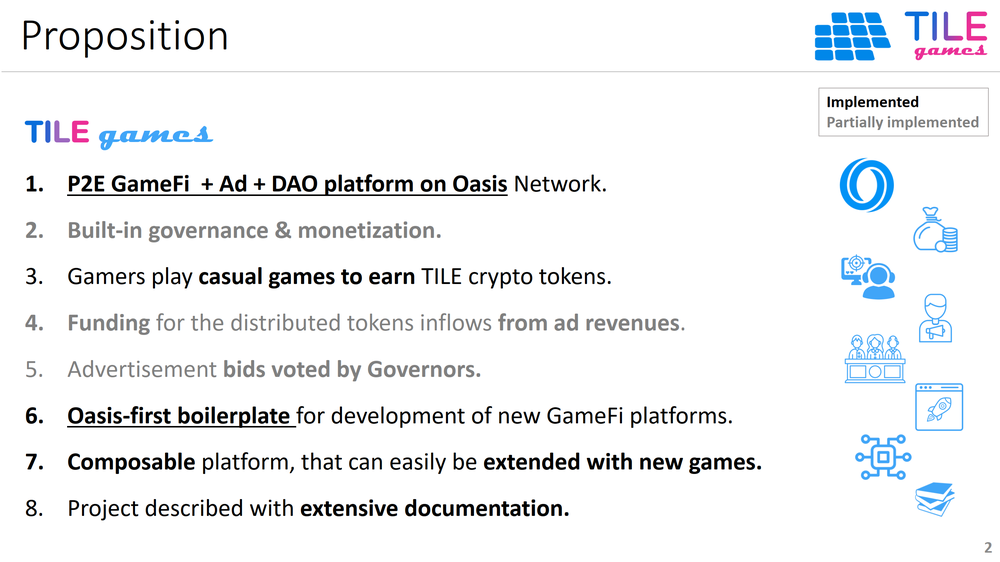 Proposition
TILE
games
Implemented
Partially implemented
TILE games
1. P2E GameFi + Ad + DAO platform on Oasis Network.
2. Built-in governance & monetization.
3. Gamers play casual games to earn TILE crypto tokens.
4. Funding for the distributed tokens inflows from ad revenues.
5. Advertisement bids voted by Governors.
6. Oasis-first boilerplate for development of new GameFi platforms.
7. Composable platform, that can easily be extended with new games.
8. Project described with extensive documentation.
2